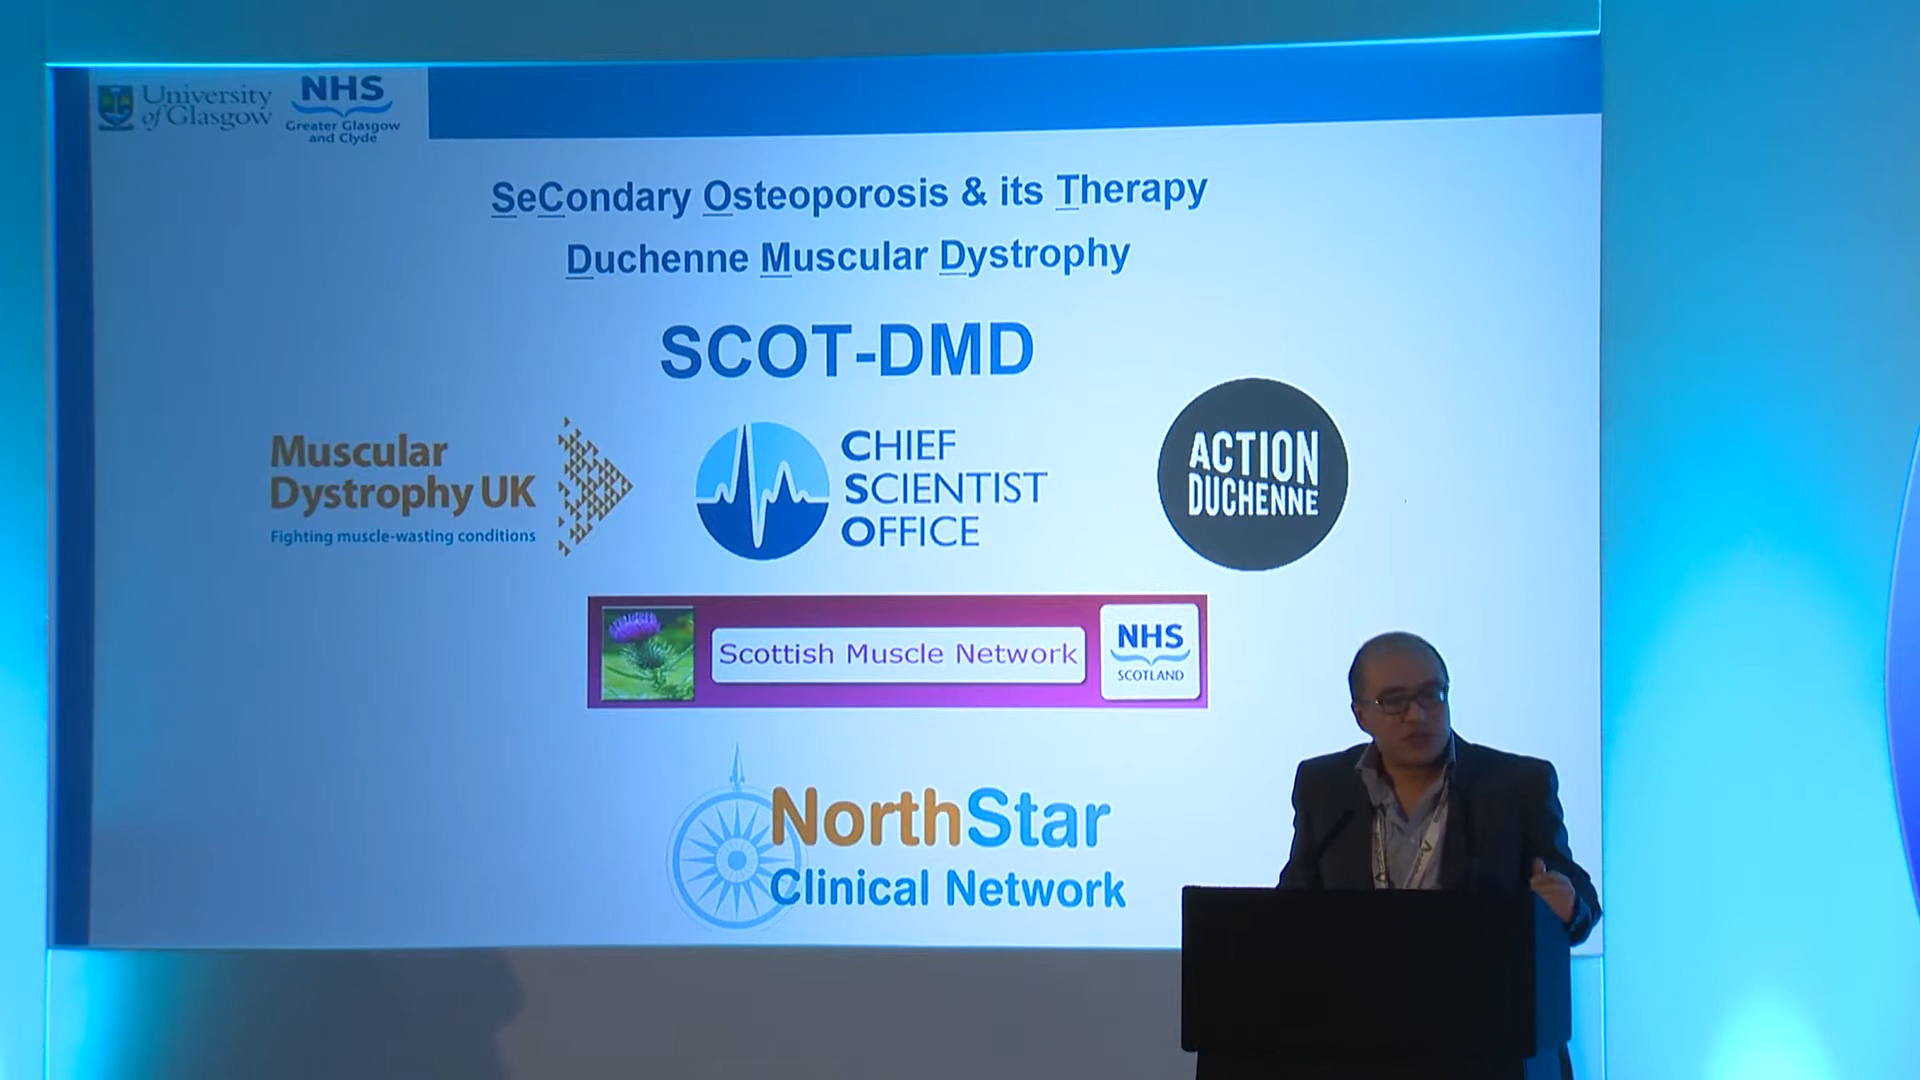 University
of Glasgow
NHS
Greater Glasgow
and Clyde
SeCondary Osteoporosis & its Therapy
Duchenne Muscular Dystrophy
SCOT-DMD
Muscular
Dystrophy UK
Fighting muscle-wasting conditions
CHIEF
SCIENTIST
OFFICE
ACTION
DUCHENNE
Scottish Muscle Network
NHS
SCOTLAND
NorthStar
Clinical Network